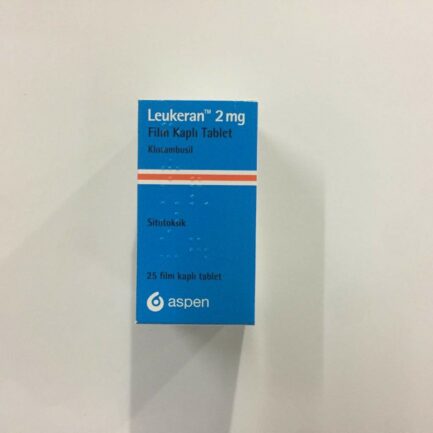 Leukeran™ 2 mg
Film Kaplı Tablet
Klorambusil
Sitotoksik
25 film kaplı tablet
aspen